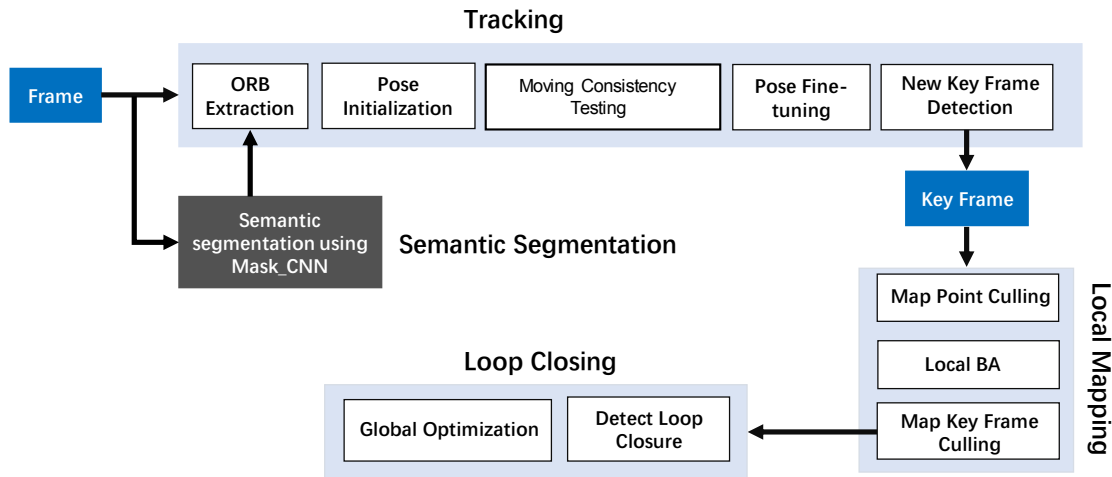 Tracking
Frame
ORB
Extraction
Pose
Initialization
Moving Consistency
Testing
Pose Fine-
tuning
New Key Frame
Detection
Key Frame
Semantic
segmentation using
Mask_CNN
Semantic Segmentation
Local Mapping
Map Point Culling
Local BA
Map Key Frame
Culling
Loop Closing
Global Optimization
Detect Loop
Closure